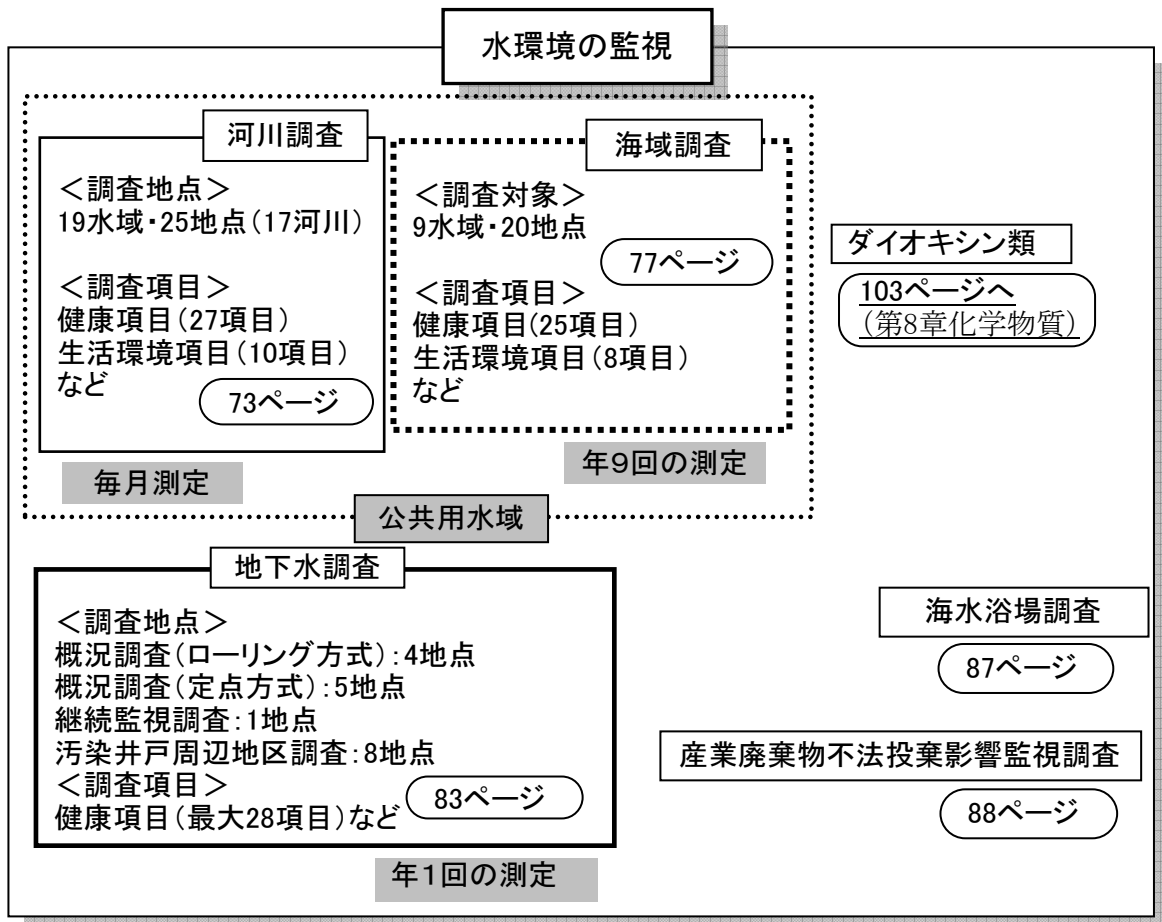 水環境の監視
河川調査
＜調査地点＞
19水域・25地点（17河川）
＜調査項目＞
健康項目（27項目）
生活環境項目（10項目）
など
73ページ
毎月測定
海域調査
＜調査対象＞
9水域・20地点
77ページ
＜調査項目＞
健康項目（25項目）
生活環境項目（8項目）
など
年９回の測定
公共用水域
ダイオキシン類
103ページへ
（第8章化学物質）
地下水調査
＜調査地点＞
概況調査（ローリング方式）：4地点
概況調査（定点方式）：5地点
継続監視調査：1地点
汚染井戸周辺地区調査：8地点
＜調査項目＞
健康項目（最大28項目）など
83ページ
年１回の測定
海水浴場調査
87ページ
産業廃棄物不法投棄影響監視調査
88ページ